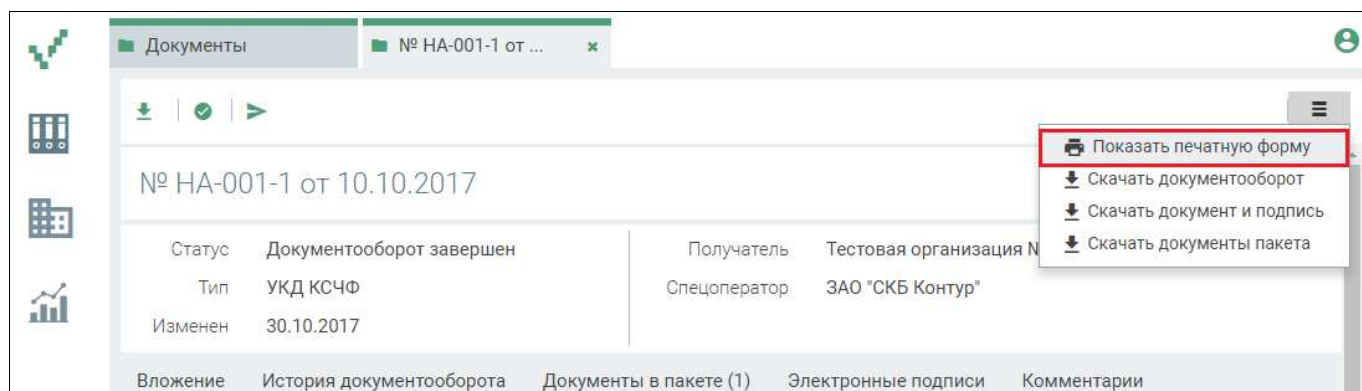 Документы
№ НА-001-1 от ...
Показать печатную форму
Скачать документооборот
Скачать документ и подпись
Скачать документы пакета
№ НА-001-1 от 10.10.2017
Статус Документооборот завершен
Получатель Тестовая организация
Тип УКД КСЧФ
Спецоператор ЗАО "СКБ Контур"
Изменен 30.10.2017
Вложение История документооборота Документы в пакете (1) Электронные подписи Комментарии